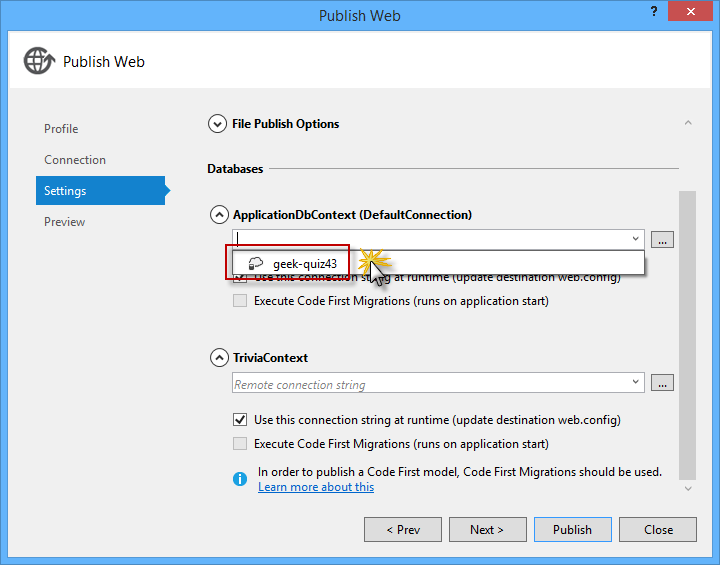 Publish Web
?
Publish Web
Profile
Connection
Settings
Preview
File Publish Options
Databases
ApplicationDbContext (DefaultConnection)
...
geek-quiz43
Use this connection string at runtime (update destination web.config)
Execute Code First Migrations (runs on application start)
TriviaContext
Remote connection string
...
Use this connection string at runtime (update destination web.config)
Execute Code First Migrations (runs on application start)
In order to publish a Code First model, Code First Migrations should be used.
Learn more about this
< Prev
Next >
Publish
Close